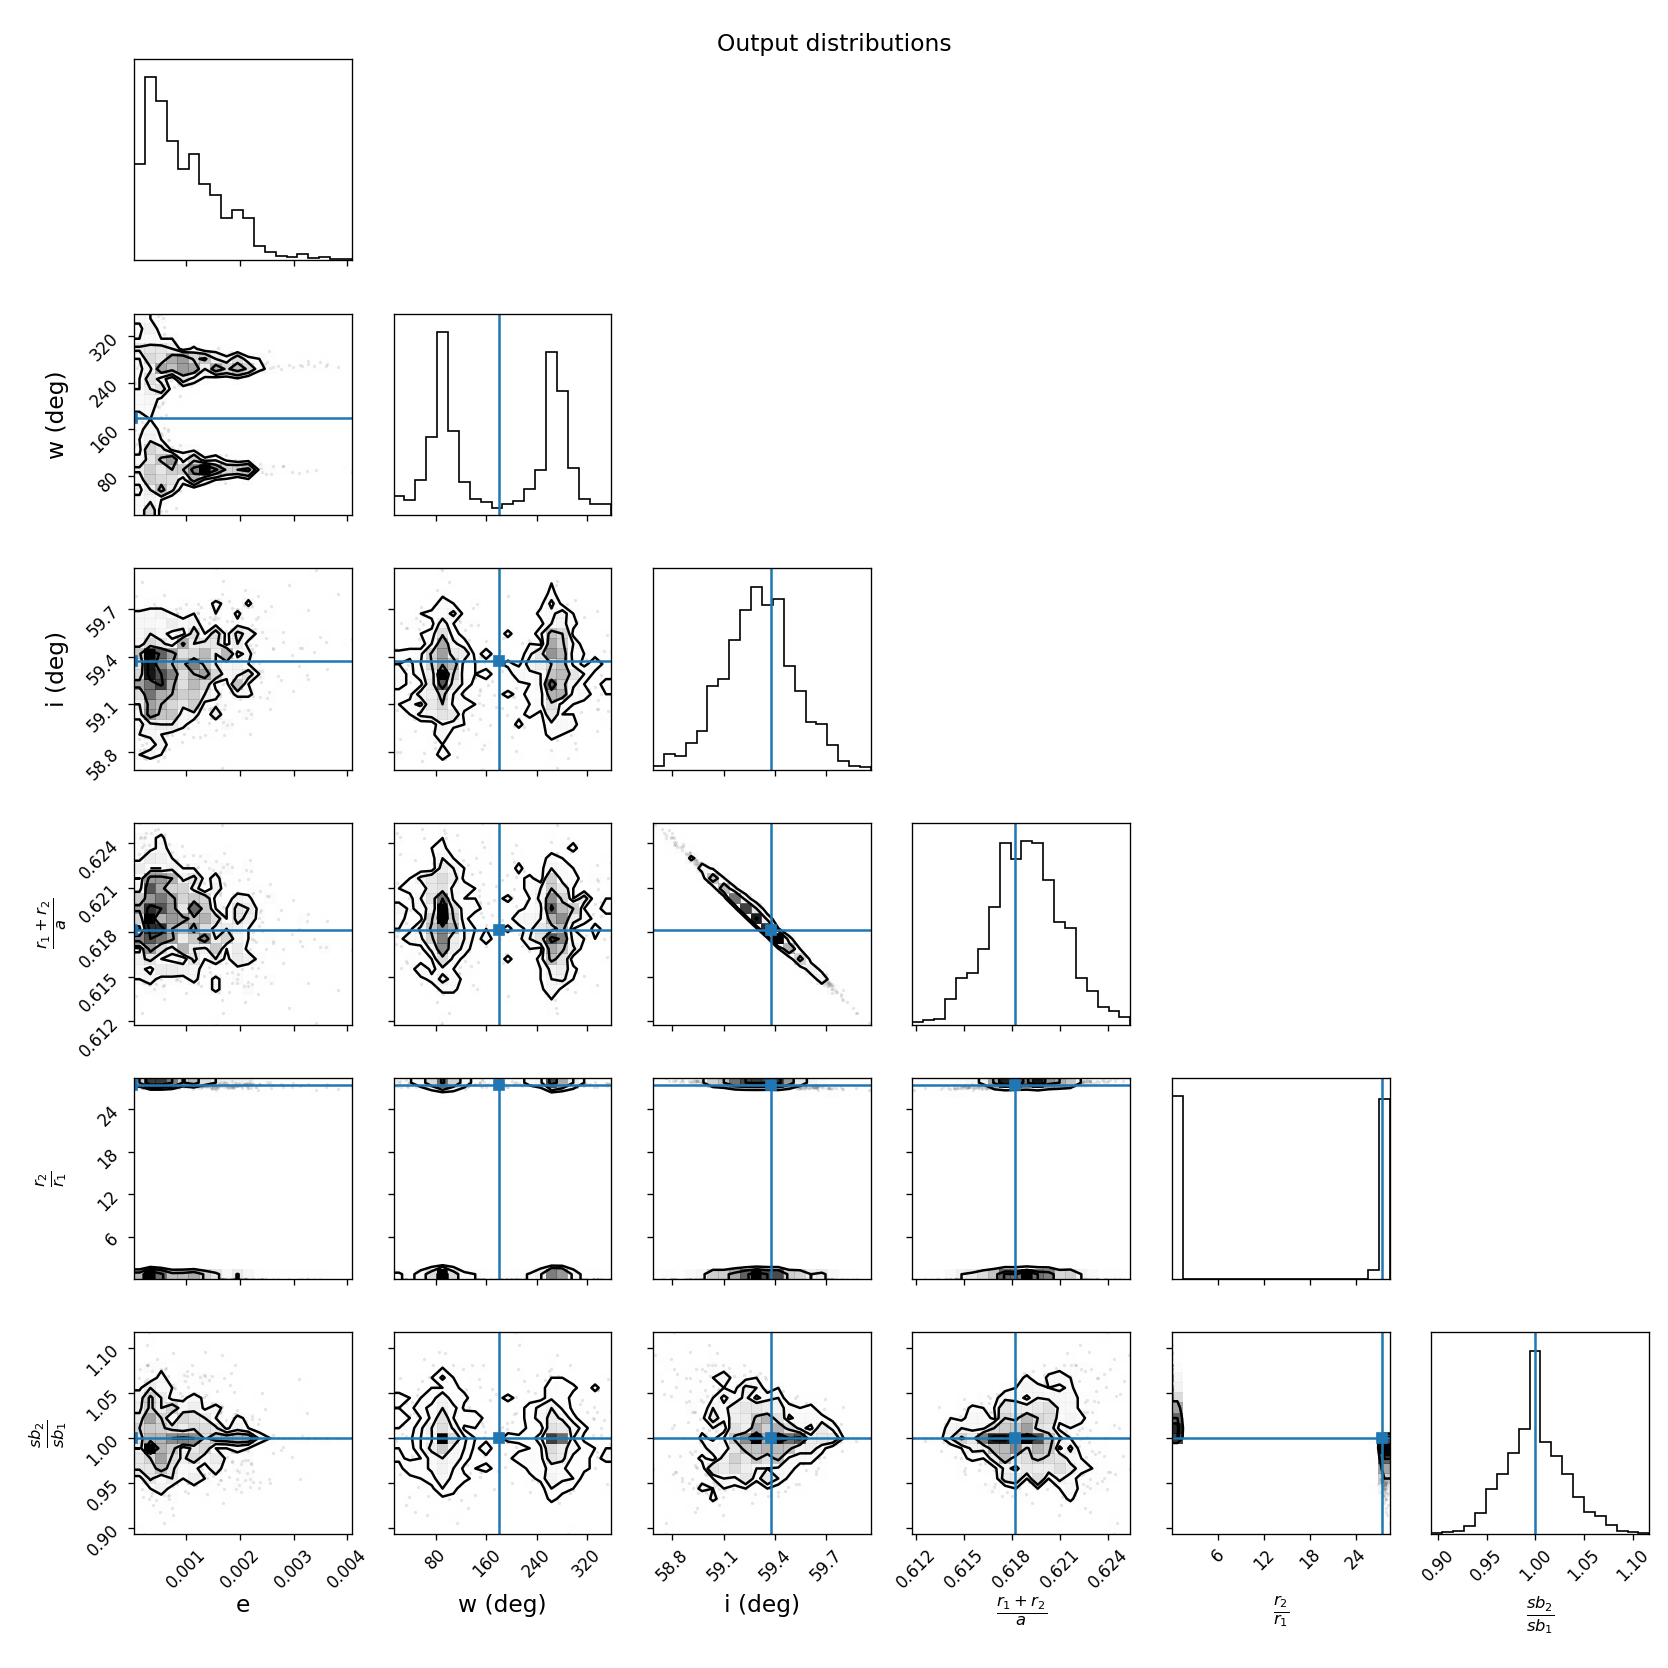 Output distributions
320
240
160
80
w (deg)
59.7
59.4
59.1
58.8
i (deg)
0.624
0.621
0.618
0.615
0.612
r₁ + r₂
a
24
18
12
6
r₂
r₁
1.10
1.05
1.00
0.95
0.90
sb₂
sb₁
0.001 0.002 0.003 0.004
80 160 240 320
58.8 59.1 59.4 59.7
0.612 0.615 0.618 0.621 0.624
6 12 18 24
0.90 0.95 1.00 1.05 1.10
e
w (deg)
i (deg)
r₁ + r₂
a
r₂
r₁
sb₂
sb₁